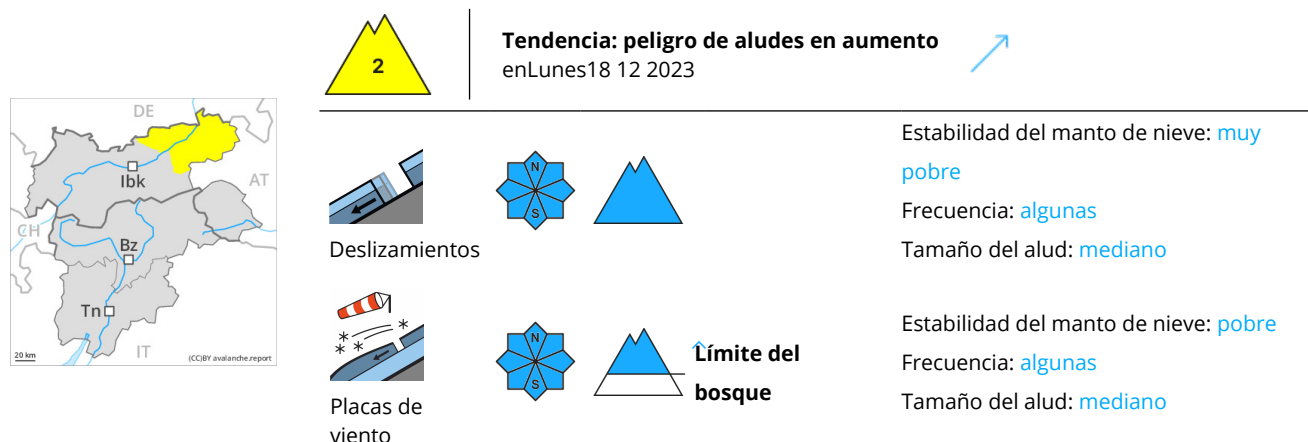 2
Tendencia: peligro de aludes en aumento
enLunes18 12 2023
DE
Ibk
AT
CH
Bz
Tn
IT
20 km
(CC)BY avalanche.report
N
S
Deslizamientos
Estabilidad del manto de nieve: muy
pobre
Frecuencia: algunas
Tamaño del alud: mediano
N
S
Límite del
bosque
Placas de
viento
Estabilidad del manto de nieve: pobre
Frecuencia: algunas
Tamaño del alud: mediano